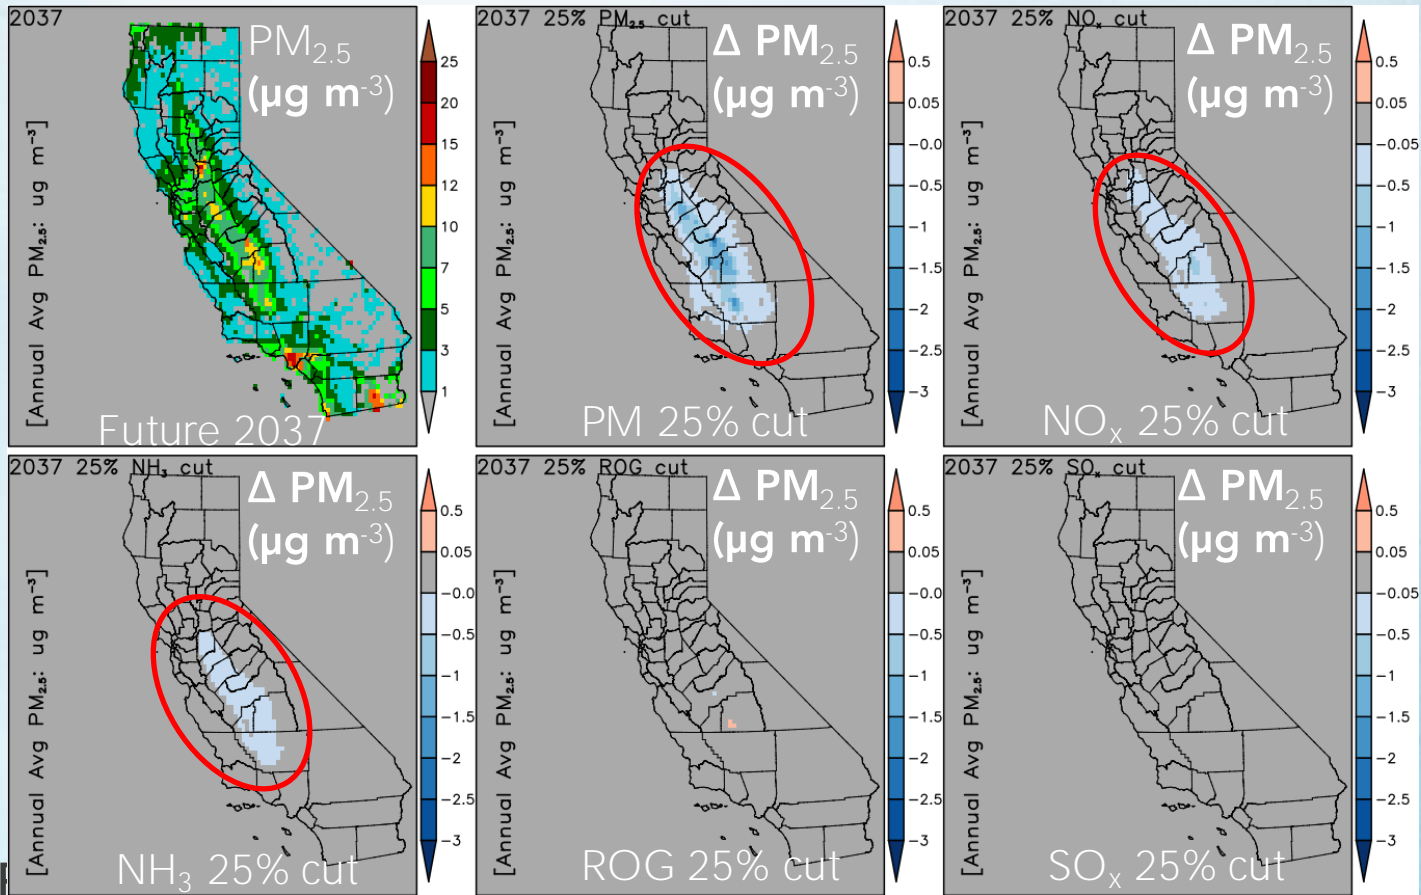 2037
PM2.5
(µg m-3)
[Annual Avg PM2.5: ug m−3]
25
20
15
12
10
7
5
3
1
Future 2037
2037 25% PM2.5 cut
Δ PM2.5
(µg m-3)
[Annual Avg PM2.5: ug m−3]
0.5
0.05
−0.0
−0.5
−1
−1.5
−2
−2.5
−3
PM 25% cut
2037 25% NOx cut
Δ PM2.5
(µg m-3)
[Annual Avg PM2.5: ug m−3]
0.5
0.05
−0.05
−0.5
−1
−1.5
−2
−2.5
−3
NOx 25% cut
2037 25% NH3 cut
Δ PM2.5
(µg m-3)
[Annual Avg PM2.5: ug m−3]
0.5
0.05
−0.0
−0.5
−1
−1.5
−2
−2.5
−3
NH3 25% cut
2037 25% ROG cut
Δ PM2.5
(µg m-3)
[Annual Avg PM2.5: ug m−3]
0.5
0.05
−0.0
−0.5
−1
−1.5
−2
−2.5
−3
ROG 25% cut
2037 25% SOx cut
Δ PM2.5
(µg m-3)
[Annual Avg PM2.5: ug m−3]
0.5
0.05
−0.05
−0.5
−1
−1.5
−2
−2.5
−3
SOx 25% cut